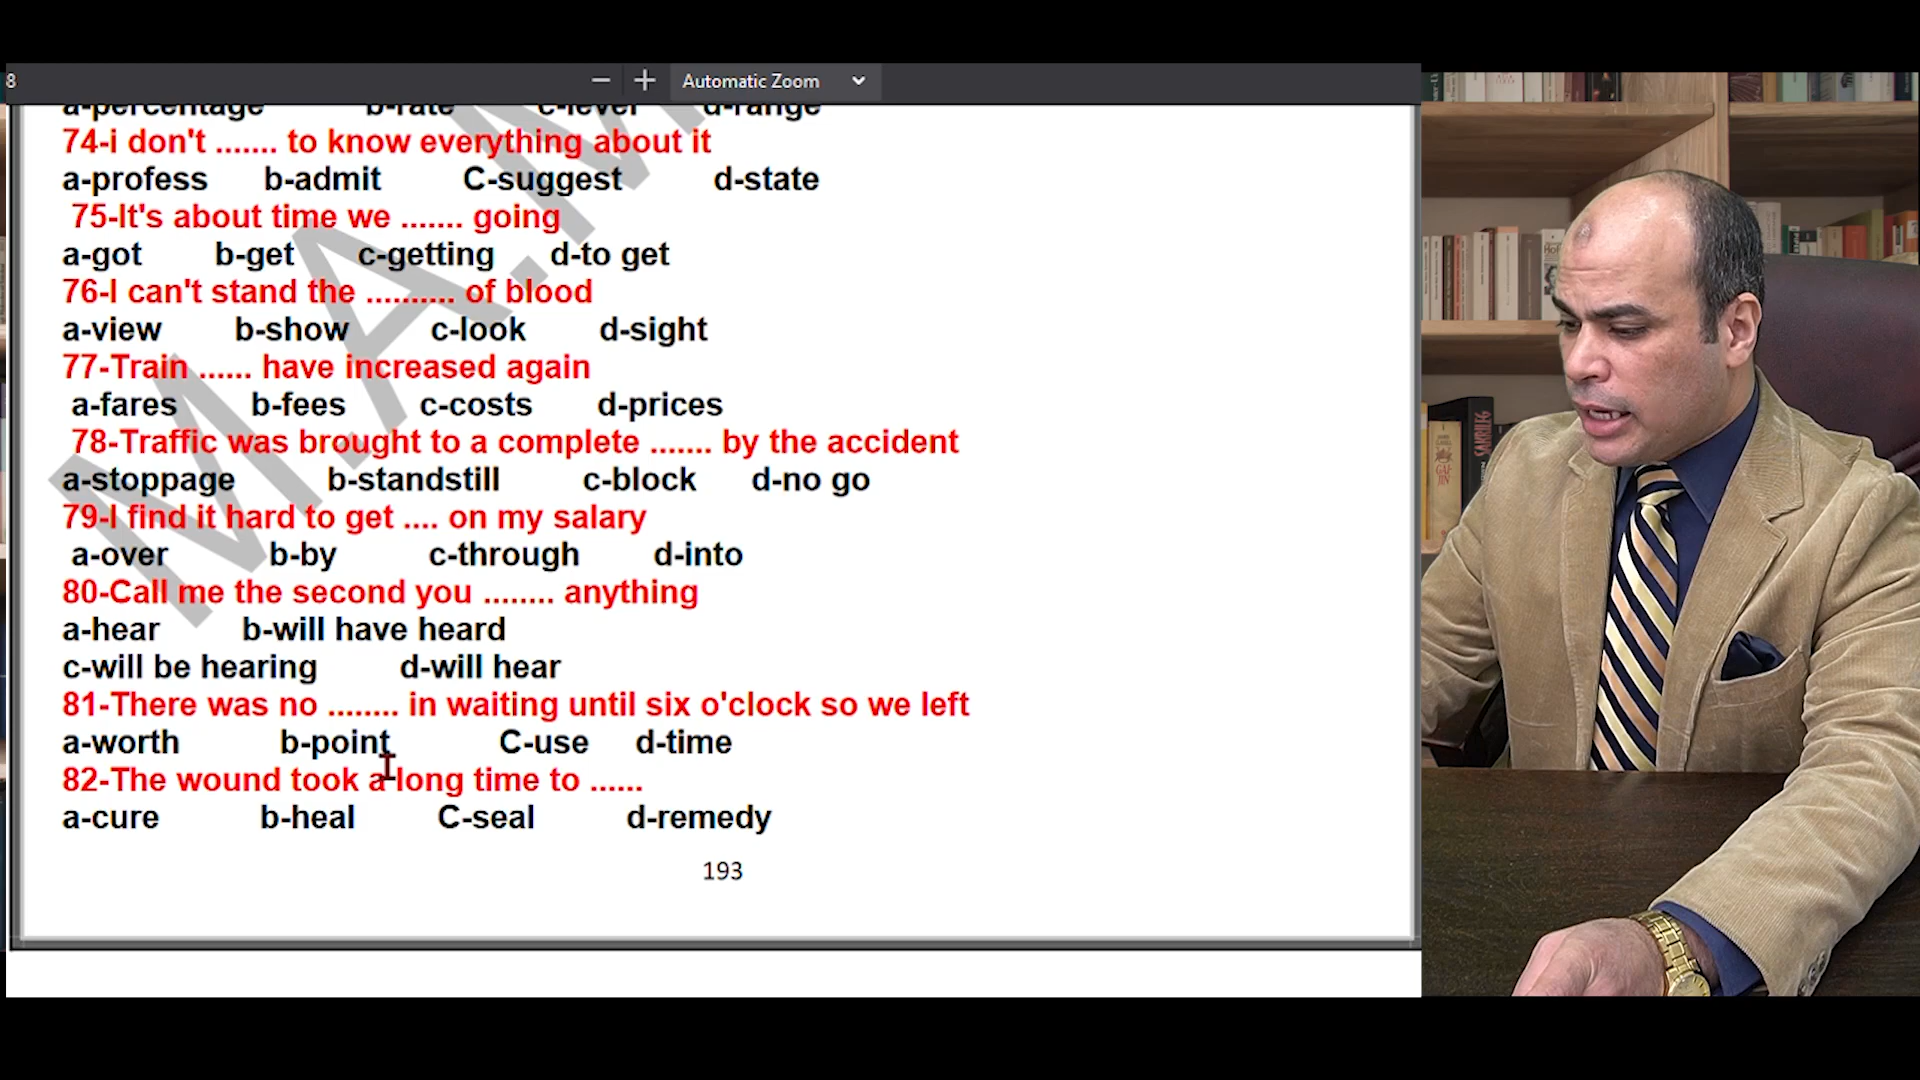 8
Automatic Zoom
a-percentage b-rate c-level d-range
74-i don't ....... to know everything about it
a-profess b-admit C-suggest d-state
75-It's about time we ....... going
a-got b-get c-getting d-to get
76-I can't stand the .......... of blood
a-view b-show c-look d-sight
77-Train ...... have increased again
a-fares b-fees c-costs d-prices
78-Traffic was brought to a complete ....... by the accident
a-stoppage b-standstill c-block d-no go
79-I find it hard to get .... on my salary
a-over b-by c-through d-into
80-Call me the second you ........ anything
a-hear b-will have heard
c-will be hearing d-will hear
81-There was no ........ in waiting until six o'clock so we left
a-worth b-point C-use d-time
82-The wound took a long time to ......
a-cure b-heal C-seal d-remedy
193
M.A.M